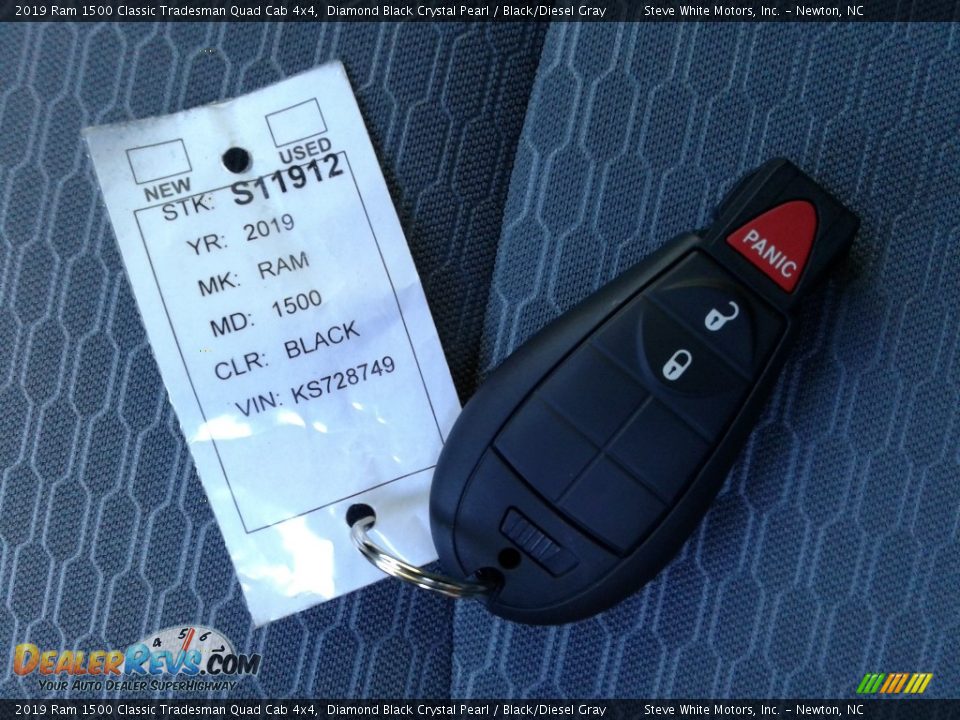 2019 Ram 1500 Classic Tradesman Quad Cab 4x4, Diamond Black Crystal Pearl / Black/Diesel Gray Steve White Motors, Inc. - Newton, NC
NEW USED
STK: S11912
YR: 2019
MK: RAM
MD: 1500
CLR: BLACK
VIN: KS728749
PANIC
4 5 6
DEALERREVS.COM
YOUR AUTO DEALER SUPERHIGHWAY
2019 Ram 1500 Classic Tradesman Quad Cab 4x4, Diamond Black Crystal Pearl / Black/Diesel Gray Steve White Motors, Inc. - Newton, NC